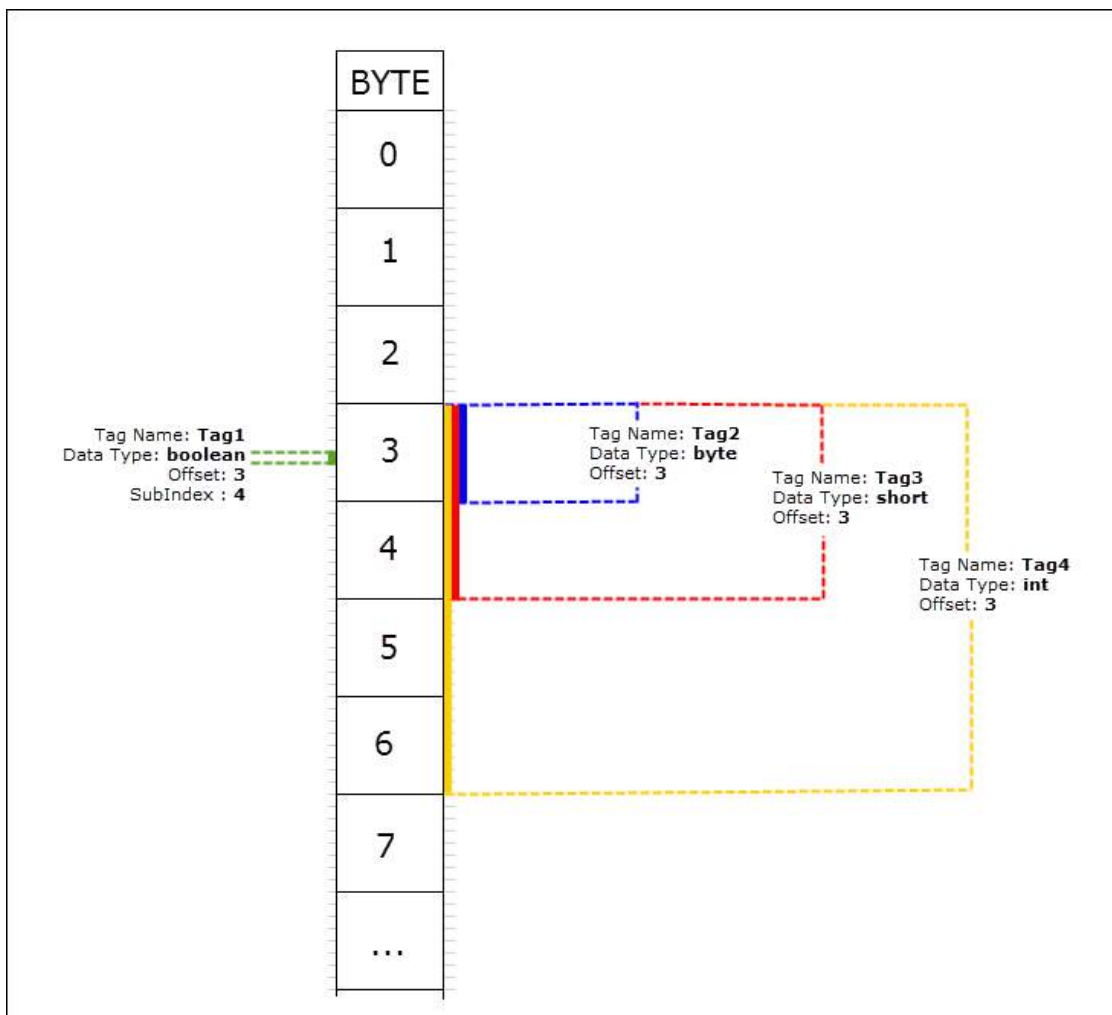 BYTE
0
1
2
3
4
5
6
7
...
Tag Name: Tag1
Data Type: boolean
Offset: 3
SubIndex : 4
Tag Name: Tag2
Data Type: byte
Offset: 3
Tag Name: Tag3
Data Type: short
Offset: 3
Tag Name: Tag4
Data Type: int
Offset: 3